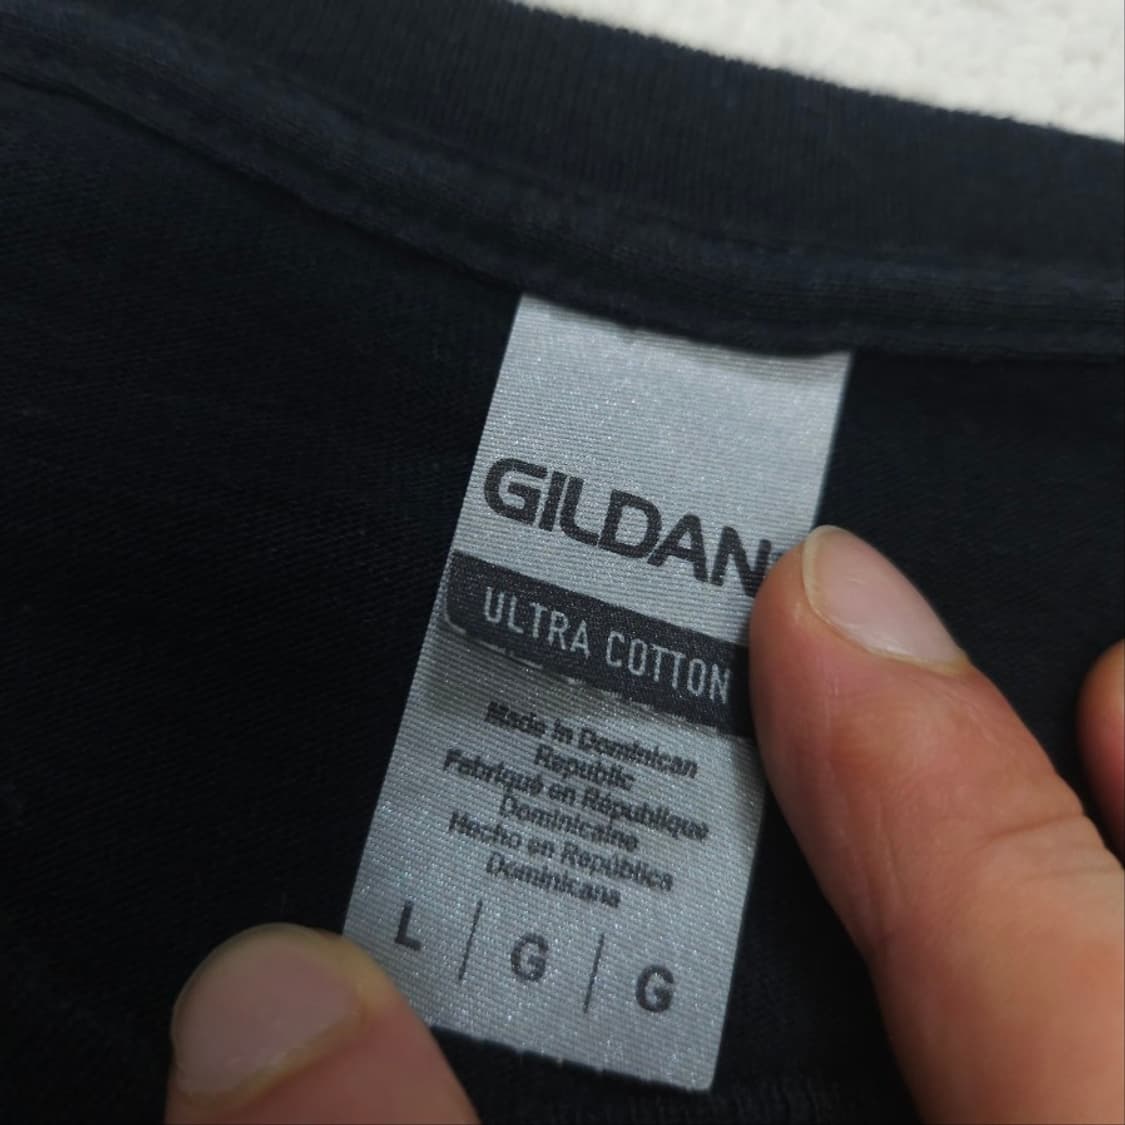 GILDAN
ULTRA COTTON
Made in Dominican
Republic
Fabriqué en République
Dominicaine
Hecho en República
Dominicana
L | G | G